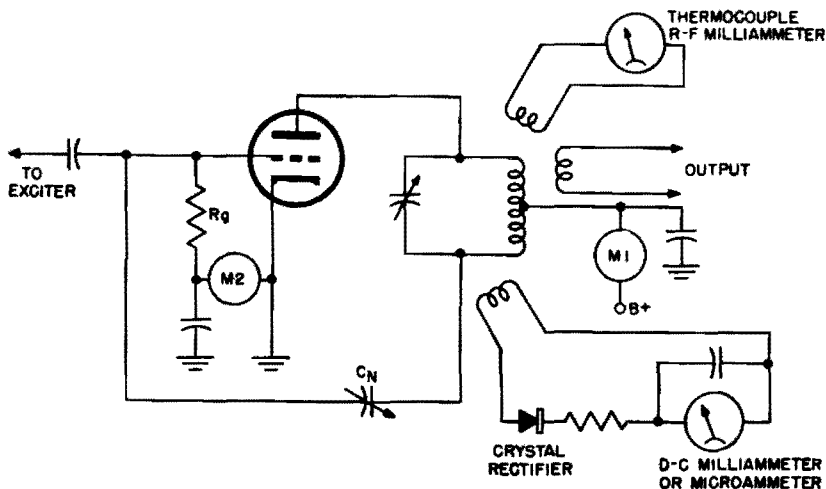 THERMOCOUPLE
R-F MILLIAMMETER
TO
EXCITER
Rg
M2
OUTPUT
M1
B+
CN
CRYSTAL
RECTIFIER
D-C MILLIAMMETER
OR MICROAMMETER